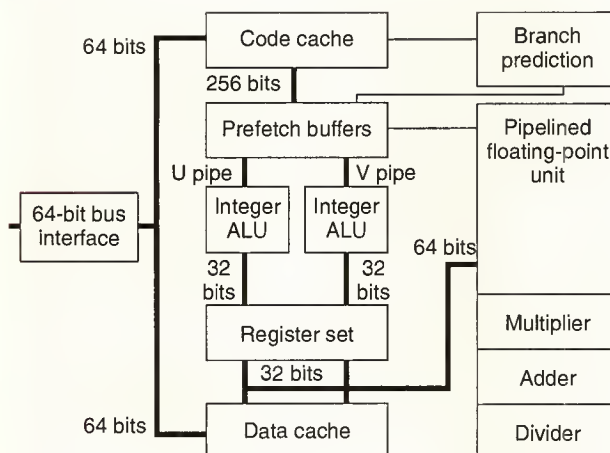 64 bits
Code cache
Branch
prediction
256 bits
Prefetch buffers
Pipelined
floating-point
unit
U pipe
V pipe
64-bit bus
interface
Integer
ALU
Integer
ALU
64 bits
32
bits
32
bits
Register set
Multiplier
32 bits
Adder
64 bits
Data cache
Divider